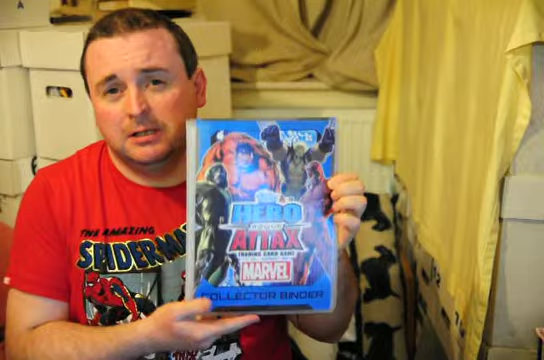 A
THE AMAZING
SPIDER-MAN
HERO
ATTAX
TRADING CARD GAME
MARVEL
COLLECTOR BINDER